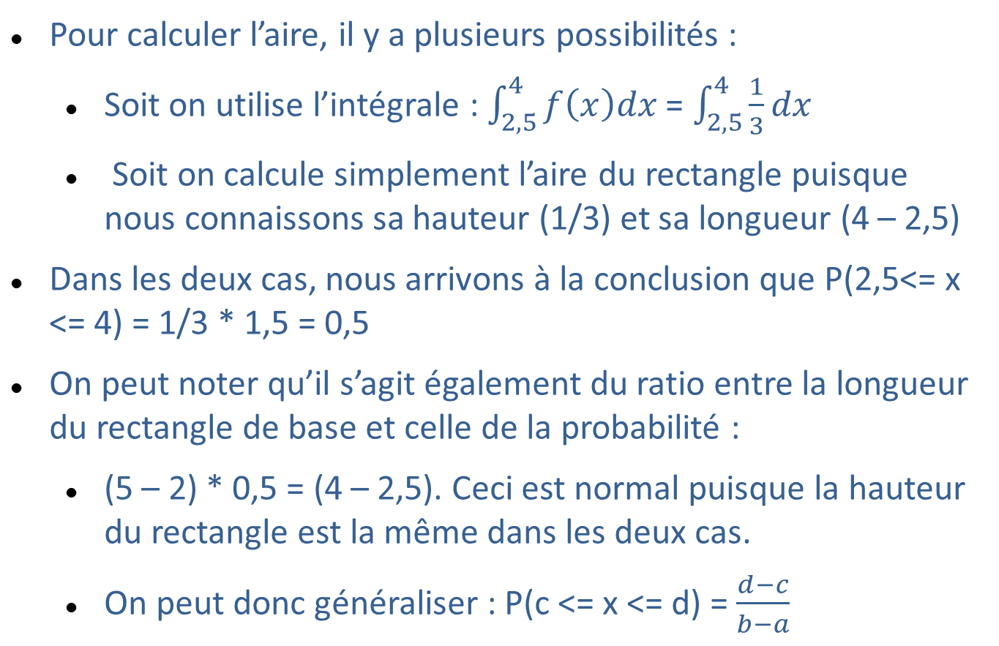 • Pour calculer l’aire, il y a plusieurs possibilités :
• Soit on utilise l’intégrale : ∫_{2,5}^{4} f(x)dx = ∫_{2,5}^{4} \frac{1}{3} dx
• Soit on calcule simplement l’aire du rectangle puisque
nous connaissons sa hauteur (1/3) et sa longueur (4 – 2,5)
• Dans les deux cas, nous arrivons à la conclusion que P(2,5<= x
<= 4) = 1/3 * 1,5 = 0,5
• On peut noter qu’il s’agit également du ratio entre la longueur
du rectangle de base et celle de la probabilité :
• (5 – 2) * 0,5 = (4 – 2,5). Ceci est normal puisque la hauteur
du rectangle est la même dans les deux cas.
• On peut donc généraliser : P(c <= x <= d) = \frac{d−c}{b−a}